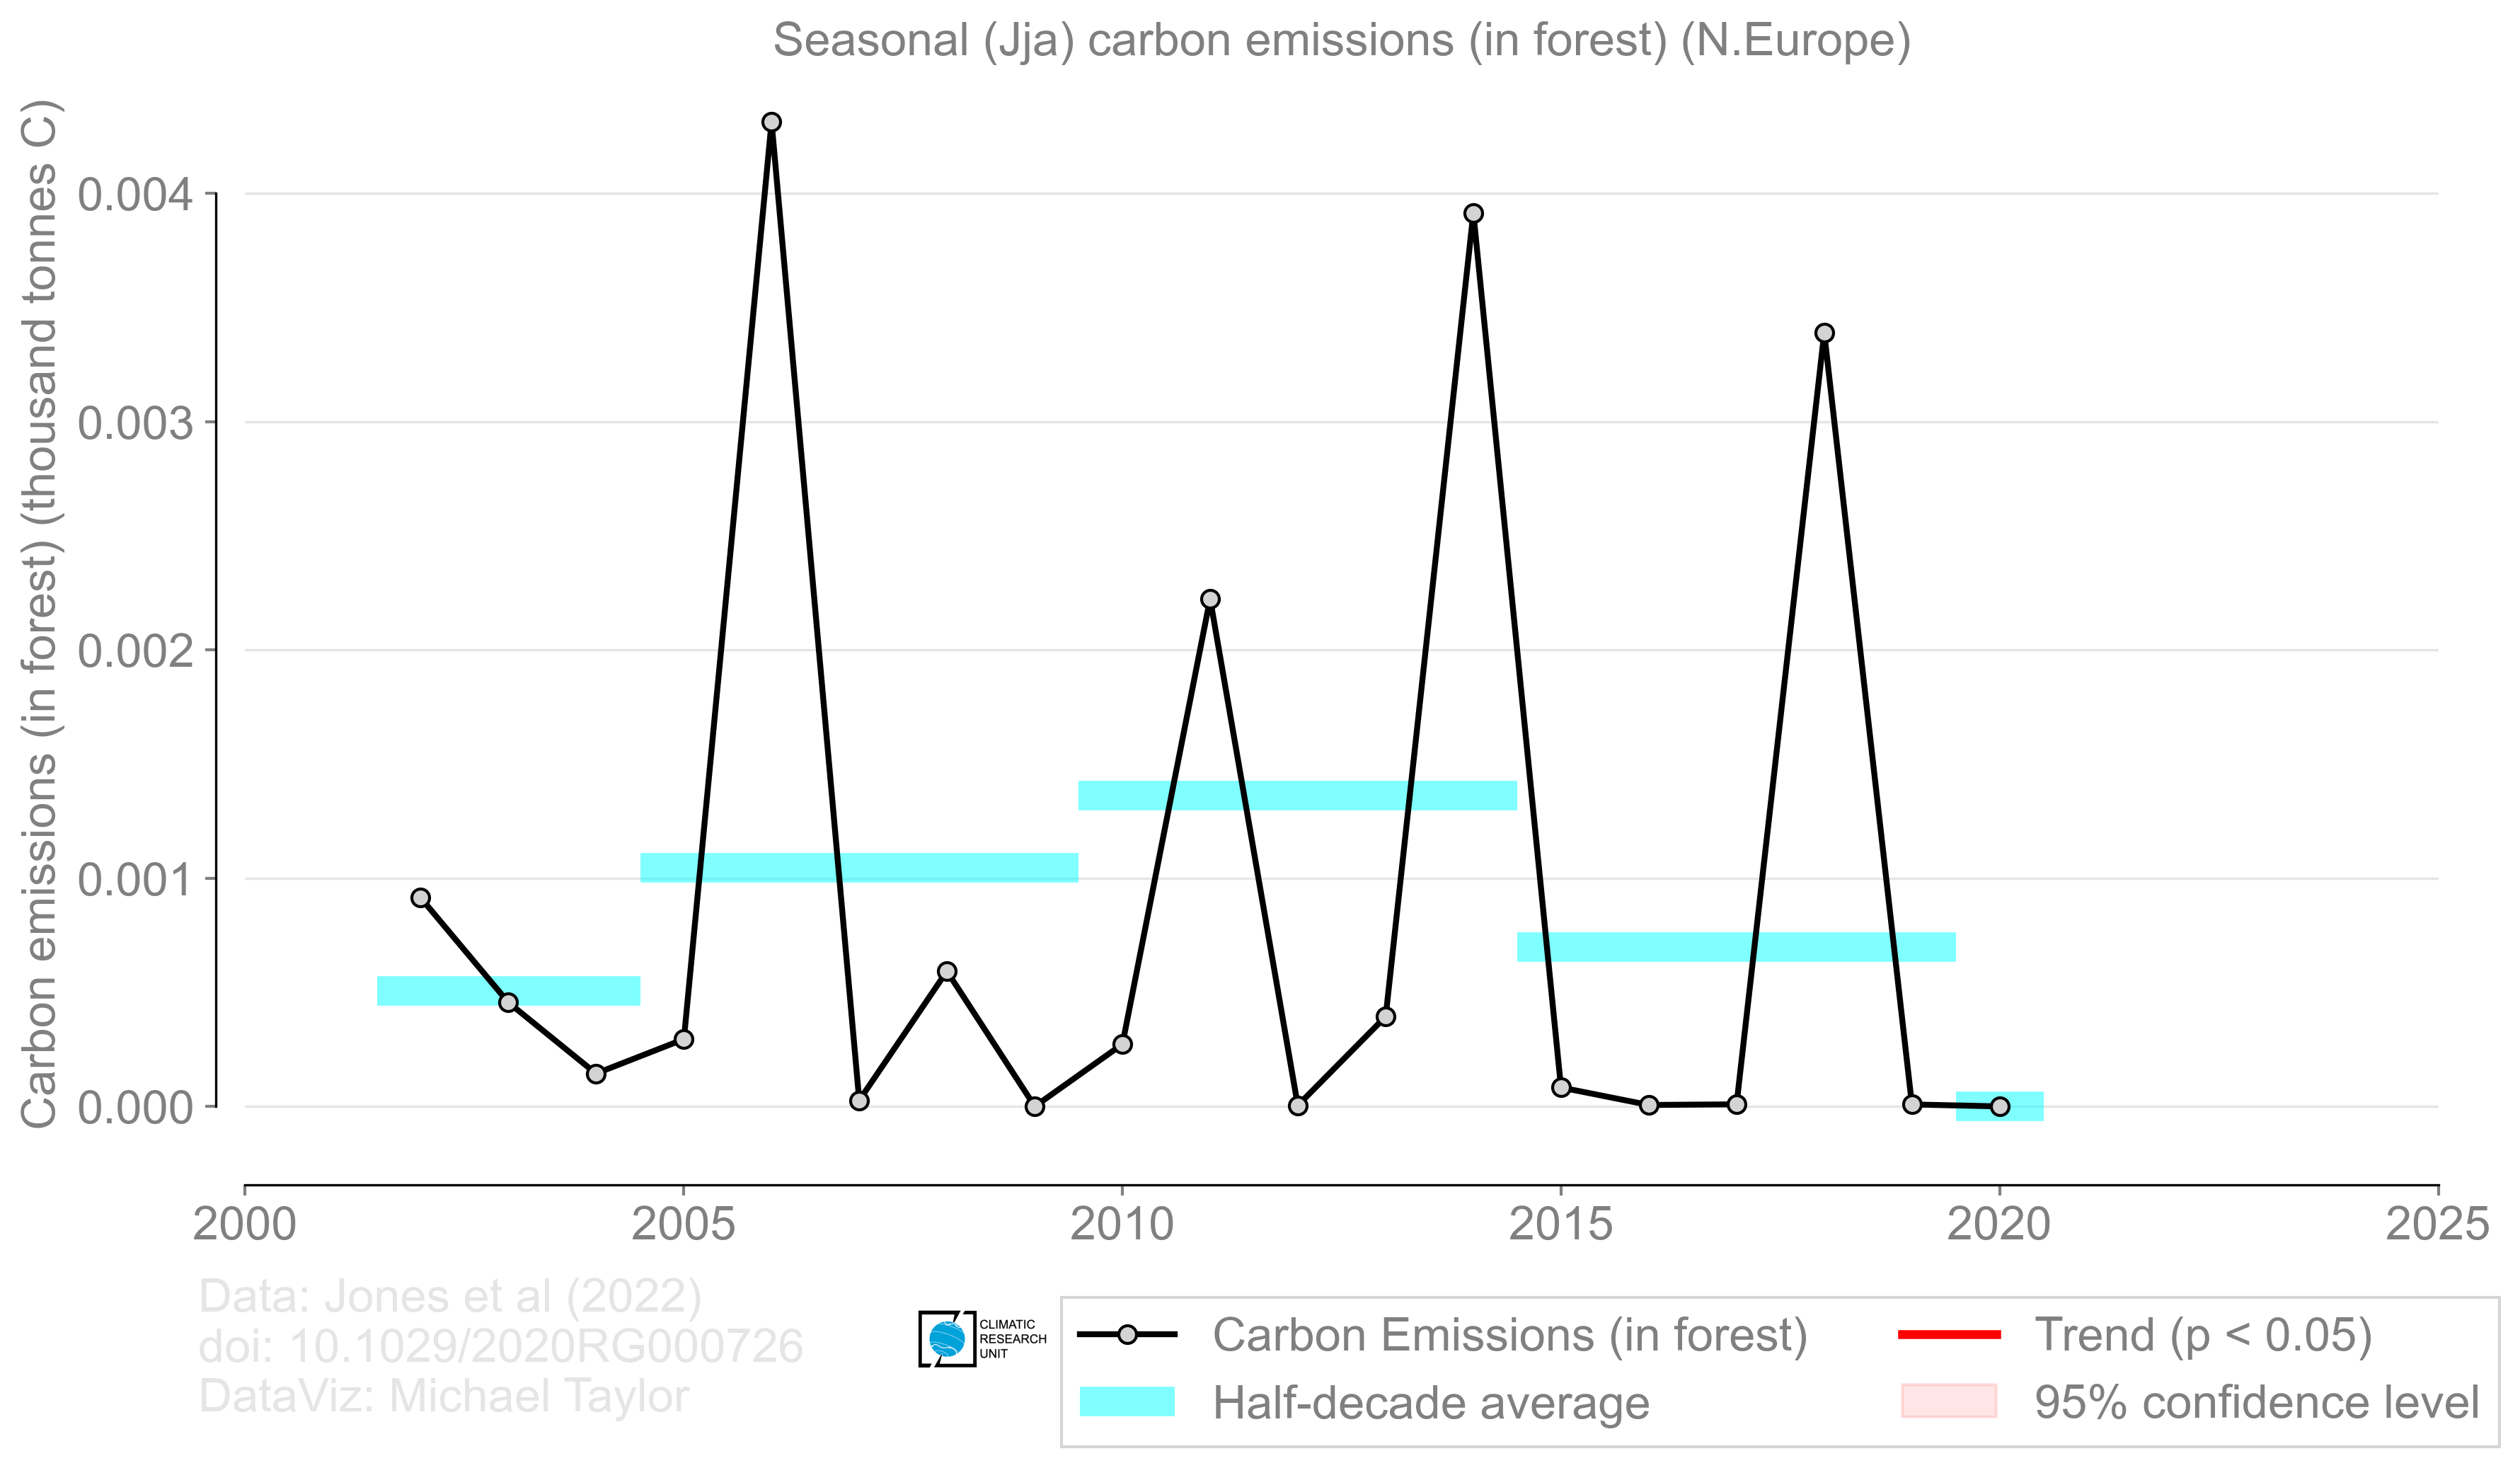 Seasonal (Jja) carbon emissions (in forest) (N.Europe)
Carbon emissions (in forest) (thousand tonnes C)
0.004
0.003
0.002
0.001
0.000
2000 2005 2010 2015 2020 2025
Data: Jones et al (2022)
doi: 10.1029/2020RG000726
DataViz: Michael Taylor
CLIMATIC
RESEARCH
UNIT
Carbon Emissions (in forest)
Half-decade average
Trend (p < 0.05)
95% confidence level